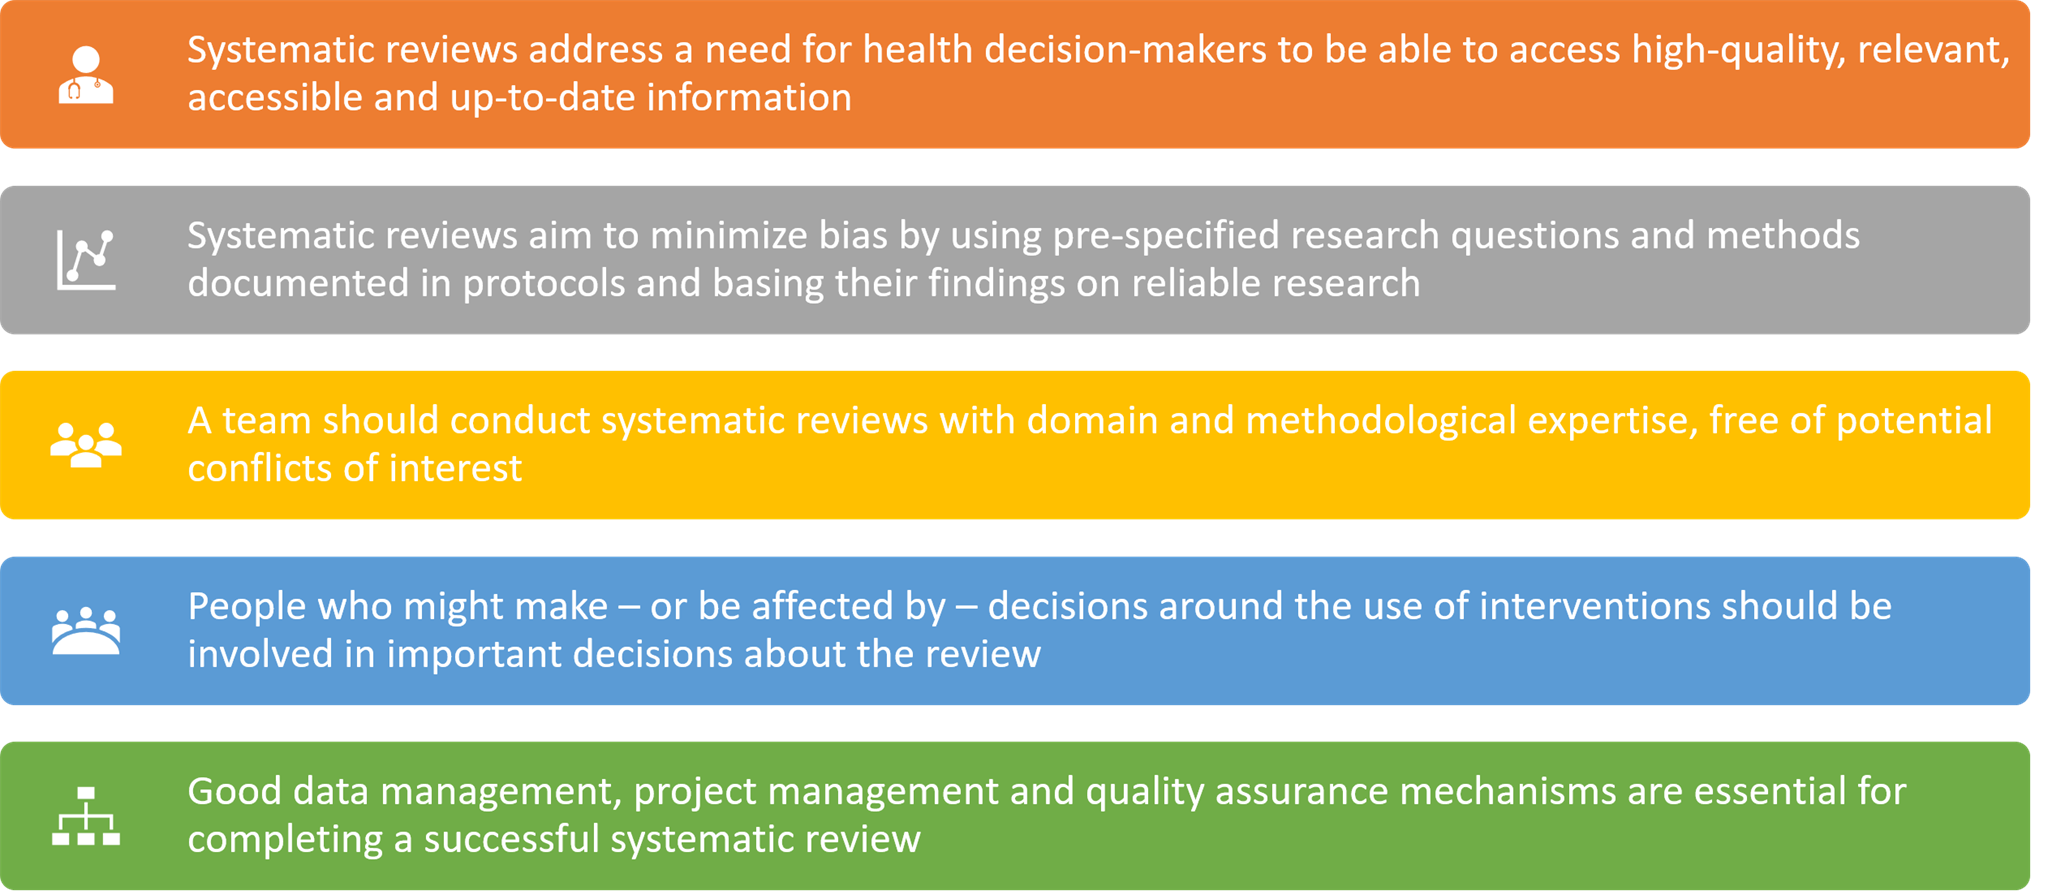 Systematic reviews address a need for health decision-makers to be able to access high-quality, relevant,
accessible and up-to-date information
Systematic reviews aim to minimize bias by using pre-specified research questions and methods
documented in protocols and basing their findings on reliable research
A team should conduct systematic reviews with domain and methodological expertise, free of potential
conflicts of interest
People who might make – or be affected by – decisions around the use of interventions should be
involved in important decisions about the review
Good data management, project management and quality assurance mechanisms are essential for
completing a successful systematic review